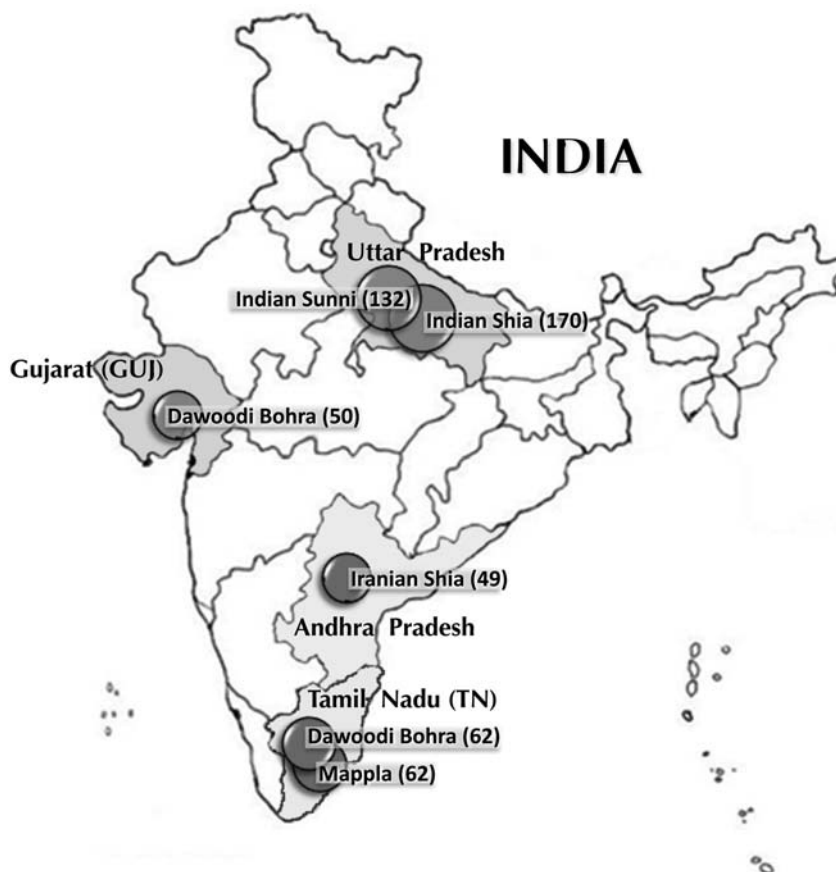 INDIA
Uttar Pradesh
Indian Sunni (132)
Indian Shia (170)
Gujarat (GUJ)
Dawoodi Bohra (50)
Iranian Shia (49)
Andhra Pradesh
Tamil Nadu (TN)
Dawoodi Bohra (62)
Mappla (62)